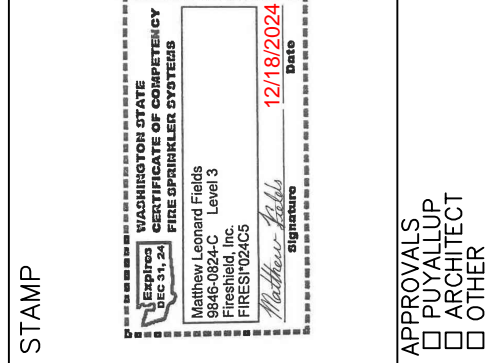 STAMP
Expires
DEC 31, 24
WASHINGTON STATE
CERTIFICATE OF COMPETENCY
FIRE SPRINKLER SYSTEMS
Matthew Leonard Fields
9846-0824-C Level 3
Fireshield, Inc.
FIRESI*024C5
Matthew Fields 12/18/2024
Signature Date
APPROVALS
PUYALLUP
ARCHITECT
OTHER